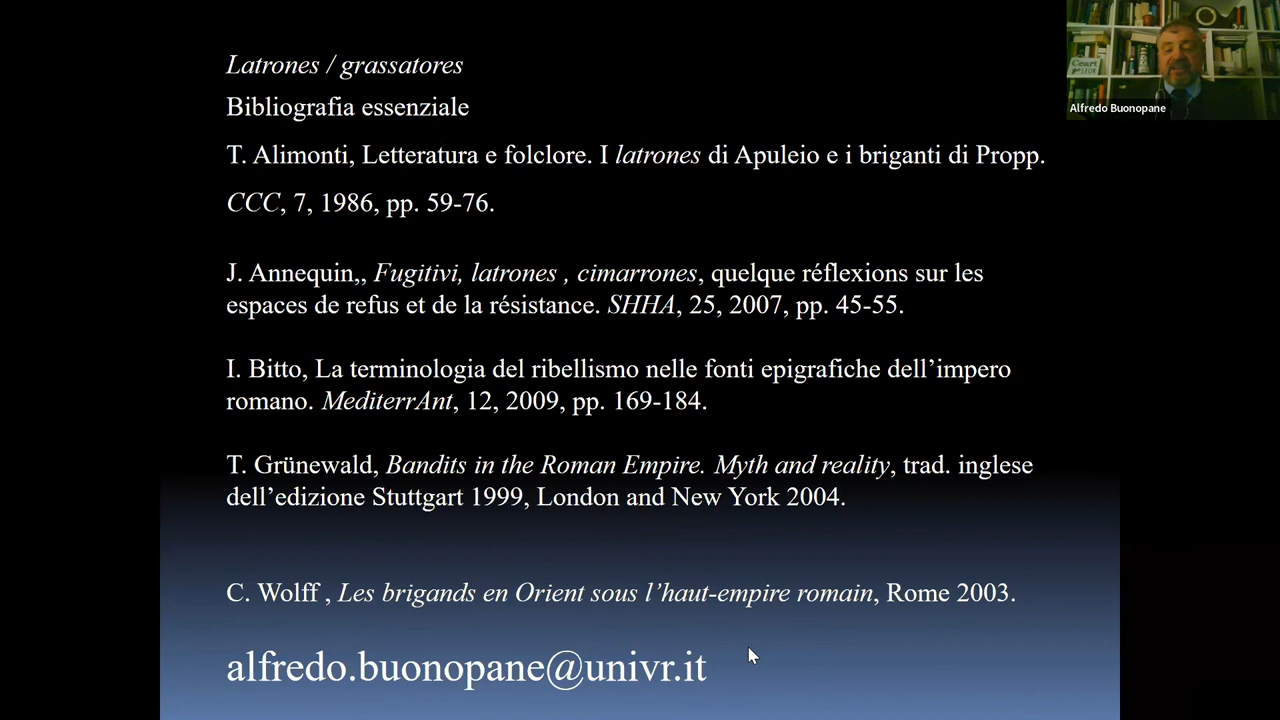 Latrones / grassatores
Bibliografia essenziale
T. Alimonti, Letteratura e folclore. I latrones di Apuleio e i briganti di Propp.
CCC, 7, 1986, pp. 59-76.
J. Annequin,, Fugitivi, latrones , cimarrones, quelque réflexions sur les
espaces de refus et de la résistance. SHHA, 25, 2007, pp. 45-55.
I. Bitto, La terminologia del ribellismo nelle fonti epigrafiche dell’impero
romano. MediterrAnt, 12, 2009, pp. 169-184.
T. Grünewald, Bandits in the Roman Empire. Myth and reality, trad. inglese
dell’edizione Stuttgart 1999, London and New York 2004.
C. Wolff , Les brigands en Orient sous l’haut-empire romain, Rome 2003.
alfredo.buonopane@univr.it
Alfredo Buonopane